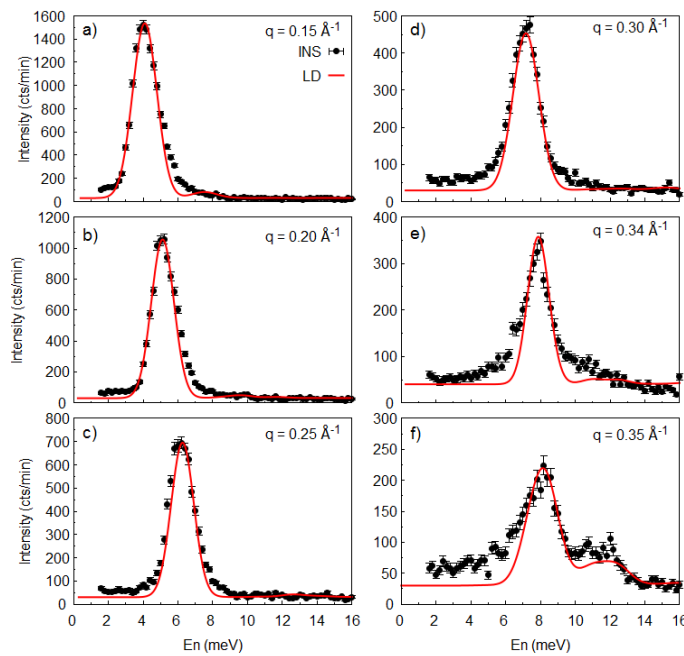 a)
q = 0.15 Å-1
INS
LD
Intensity (cts/min)
1600
1400
1200
1000
800
600
400
200
0
b)
q = 0.20 Å-1
Intensity (cts/min)
1200
1000
800
600
400
200
0
c)
q = 0.25 Å-1
Intensity (cts/min)
800
700
600
500
400
300
200
100
0
0 2 4 6 8 10 12 14 16
En (meV)
d)
q = 0.30 Å-1
500
400
300
200
100
0
e)
q = 0.34 Å-1
400
300
200
100
0
f)
q = 0.35 Å-1
300
250
200
150
100
50
0
0 2 4 6 8 10 12 14 16
En (meV)